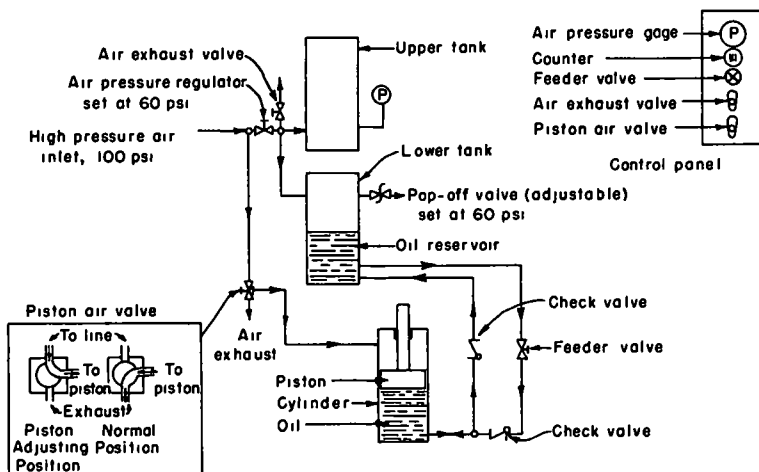 Air exhaust valve
Air pressure regulator
set at 60 psi
High pressure air
inlet, 100 psi
Upper tank
P
Lower tank
Pop-off valve (adjustable)
set at 60 psi
Oil reservoir
Air pressure gage
P
Counter
Feeder valve
Air exhaust valve
Piston air valve
Control panel
Piston air valve
To line
To piston
To piston
Exhaust
Piston
Adjusting
Position
Normal
Position
Air
exhaust
Check valve
Feeder valve
Piston
Cylinder
Oil
Check valve